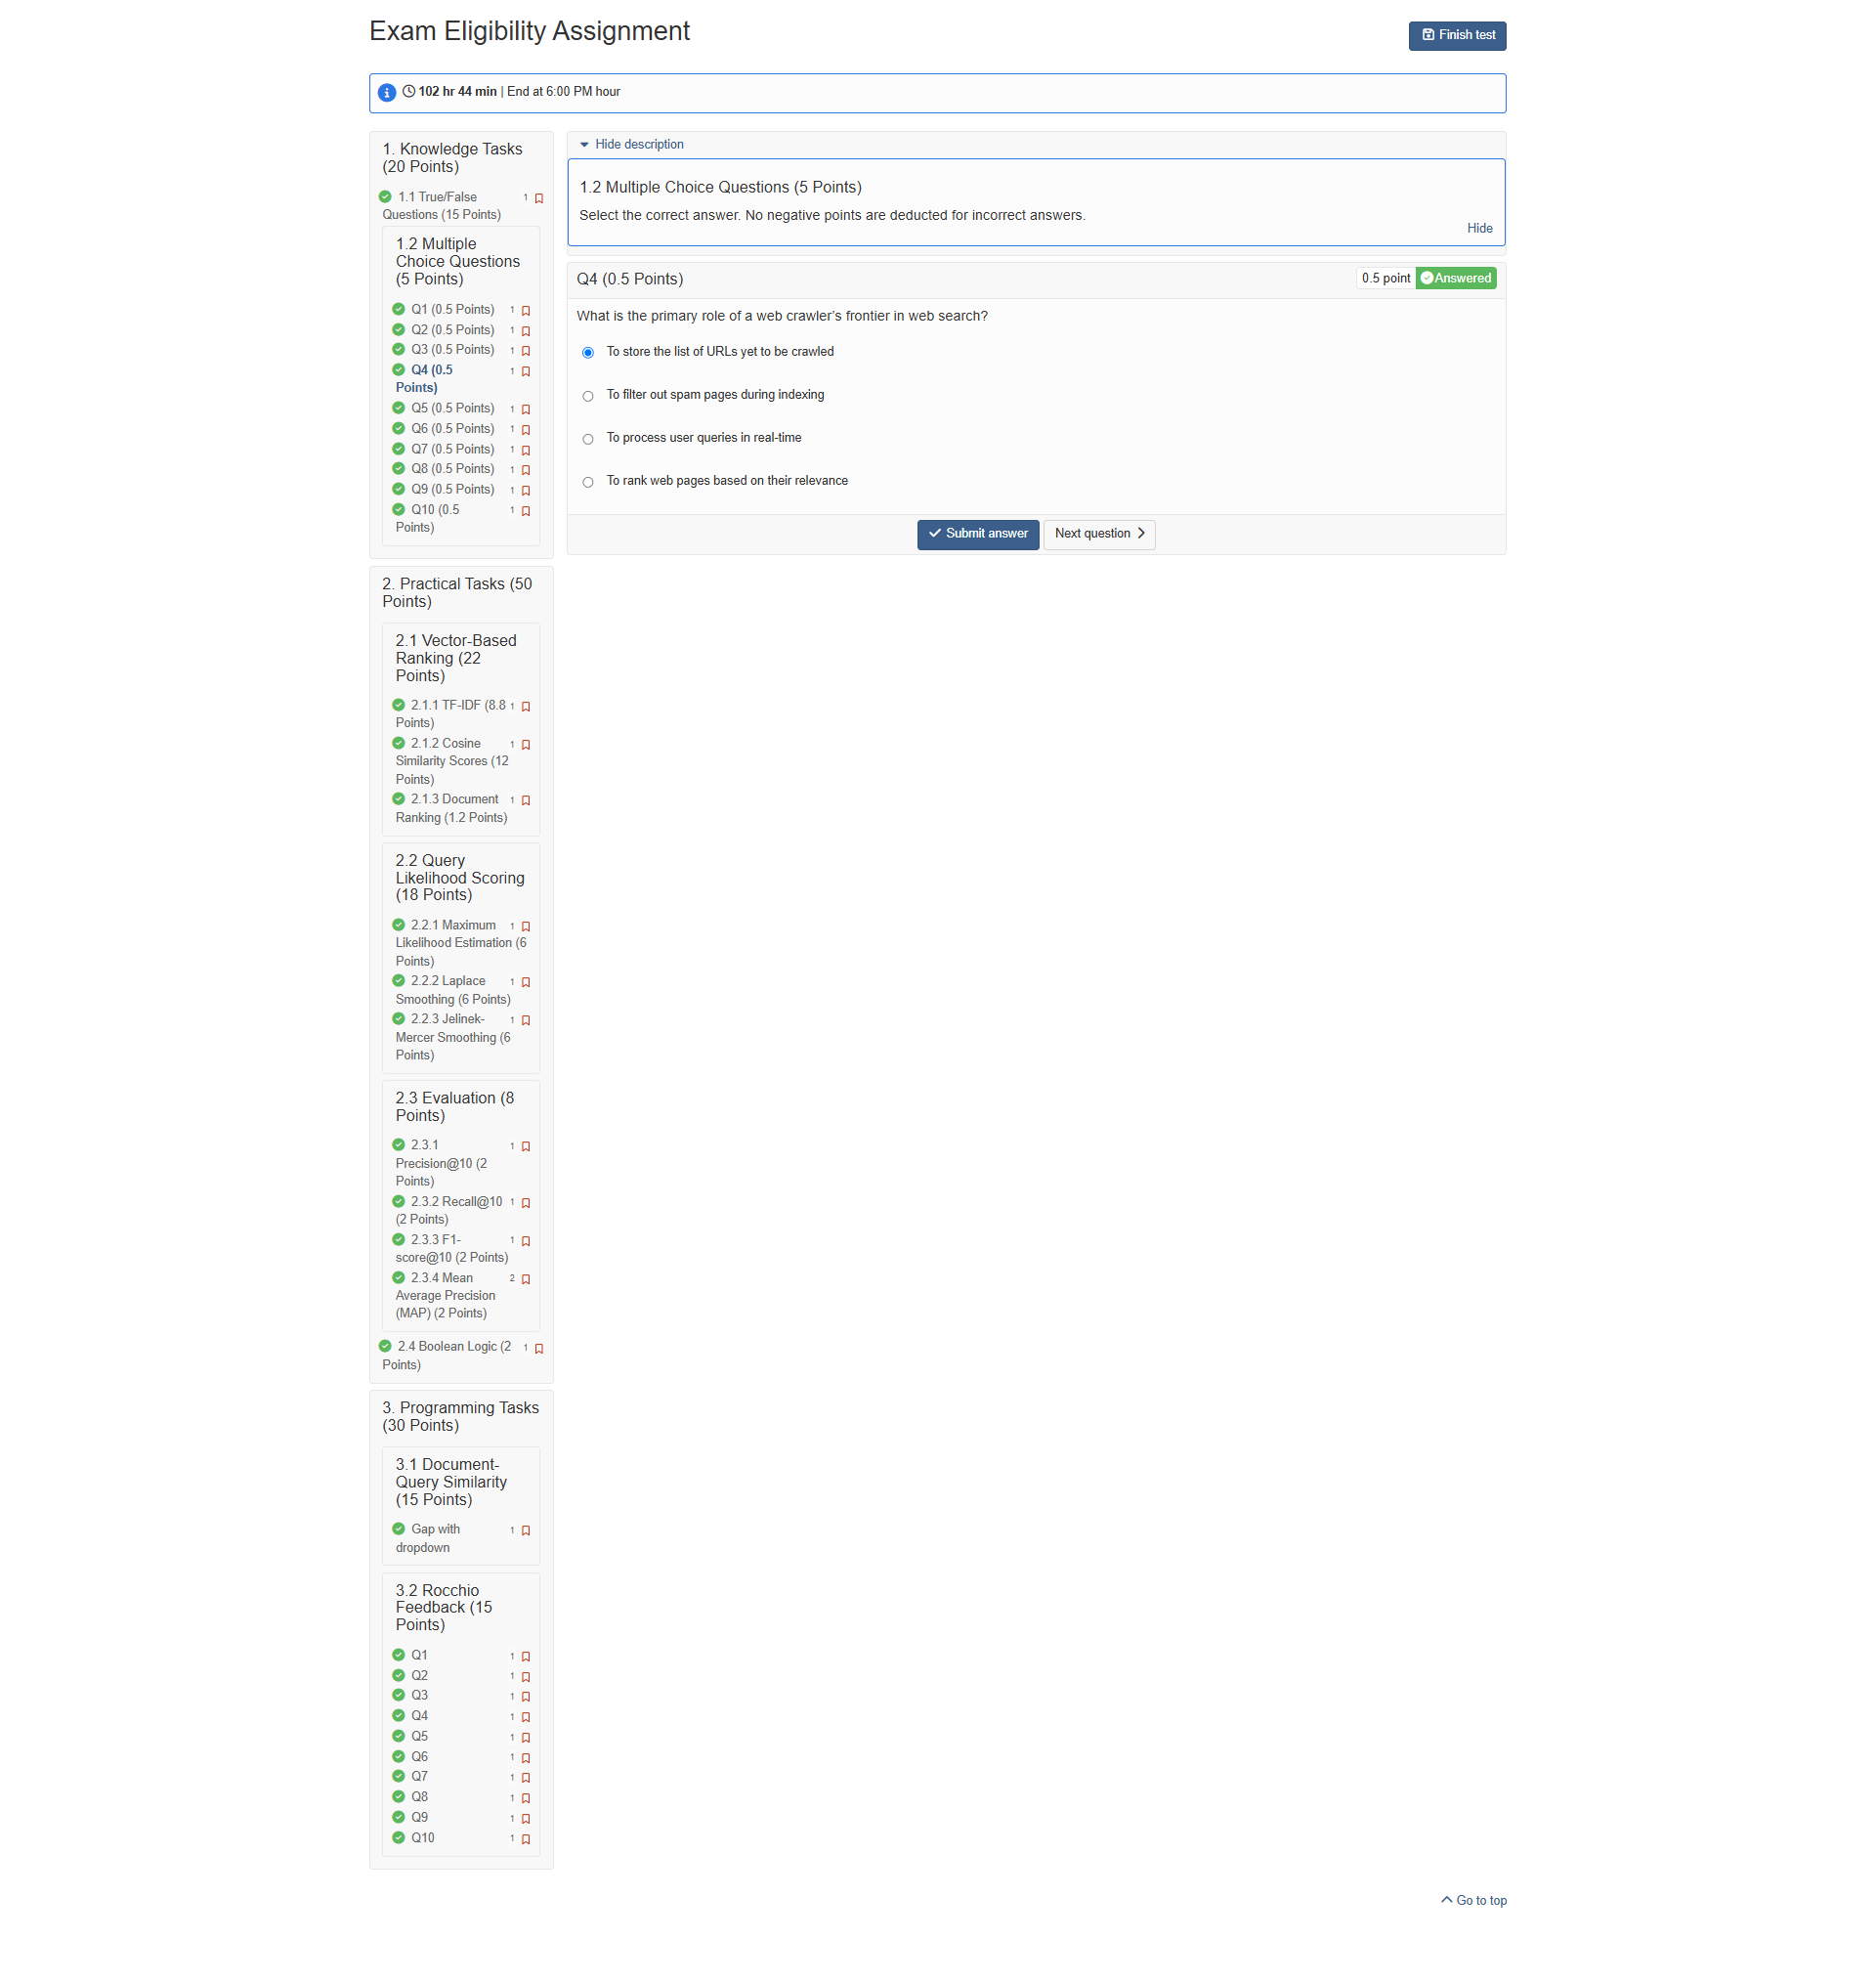 Exam Eligibility Assignment
Finish test
102 hr 44 min | End at 6:00 PM hour
1. Knowledge Tasks
(20 Points)
1.1 True/False 1
Questions (15 Points)
1.2 Multiple
Choice Questions
(5 Points)
Q1 (0.5 Points) 1
Q2 (0.5 Points) 1
Q3 (0.5 Points) 1
Q4 (0.5 1
Points)
Q5 (0.5 Points) 1
Q6 (0.5 Points) 1
Q7 (0.5 Points) 1
Q8 (0.5 Points) 1
Q9 (0.5 Points) 1
Q10 (0.5 1
Points)
2. Practical Tasks (50
Points)
2.1 Vector-Based
Ranking (22
Points)
2.1.1 TF-IDF (8.8 1
Points)
2.1.2 Cosine 1
Similarity Scores (12
Points)
2.1.3 Document 1
Ranking (1.2 Points)
2.2 Query
Likelihood Scoring
(18 Points)
2.2.1 Maximum 1
Likelihood Estimation (6
Points)
2.2.2 Laplace 1
Smoothing (6 Points)
2.2.3 Jelinek- 1
Mercer Smoothing (6
Points)
2.3 Evaluation (8
Points)
2.3.1 1
Precision@10 (2
Points)
2.3.2 Recall@10 1
(2 Points)
2.3.3 F1- 1
score@10 (2 Points)
2.3.4 Mean 2
Average Precision
(MAP) (2 Points)
2.4 Boolean Logic (2 1
Points)
3. Programming Tasks
(30 Points)
3.1 Document-
Query Similarity
(15 Points)
Gap with 1
dropdown
3.2 Rocchio
Feedback (15
Points)
Q1 1
Q2 1
Q3 1
Q4 1
Q5 1
Q6 1
Q7 1
Q8 1
Q9 1
Q10 1
Hide description
1.2 Multiple Choice Questions (5 Points)
Select the correct answer. No negative points are deducted for incorrect answers.
Hide
Q4 (0.5 Points)
0.5 point Answered
What is the primary role of a web crawler’s frontier in web search?
To store the list of URLs yet to be crawled
To filter out spam pages during indexing
To process user queries in real-time
To rank web pages based on their relevance
Submit answer
Next question
Go to top